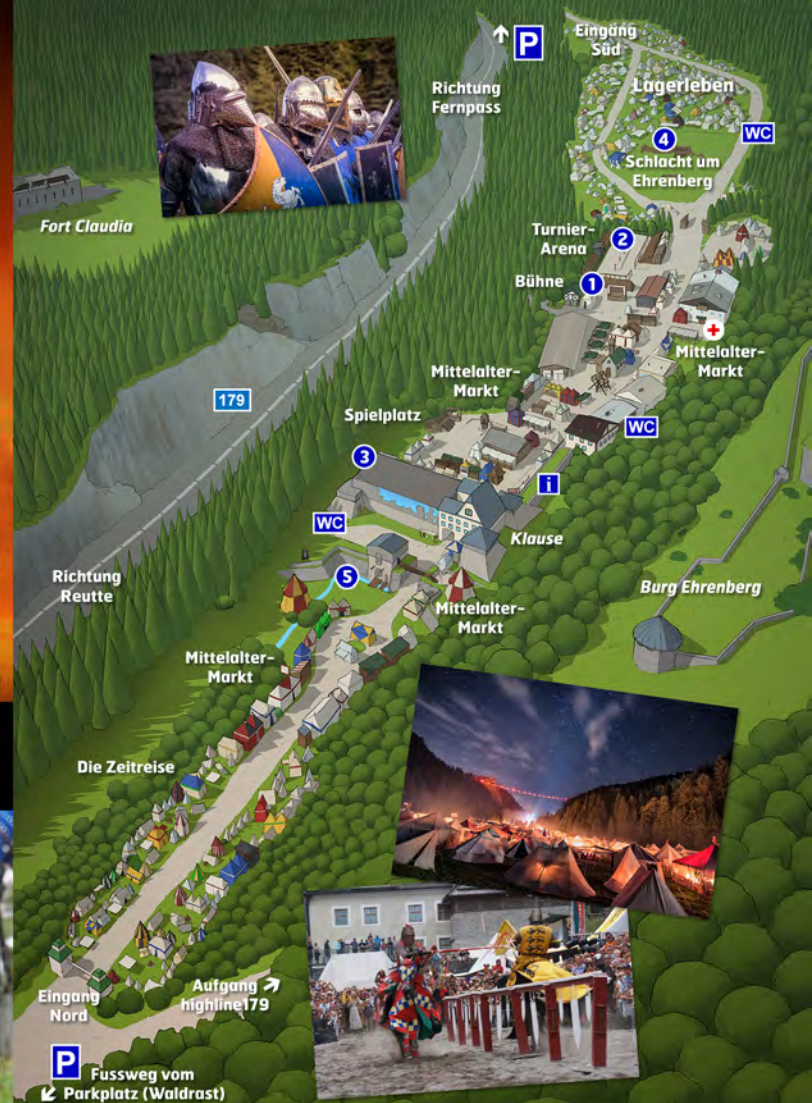 P
Eingang
Süd
Richtung
Fernpass
Lagerleben
WC
4
Schlacht um
Ehrenberg
Fort Claudia
Turnier-
Arena
2
Bühne
1
Mittelalter-
Markt
Mittelalter-
Markt
179
Spielplatz
WC
3
i
WC
Klause
Richtung
Reutte
5
Burg Ehrenberg
Mittelalter-
Markt
Mittelalter-
Markt
Die Zeitreise
Eingang
Nord
Aufgang
highline179
P
Fussweg vom
Parkplatz (Waldrast)